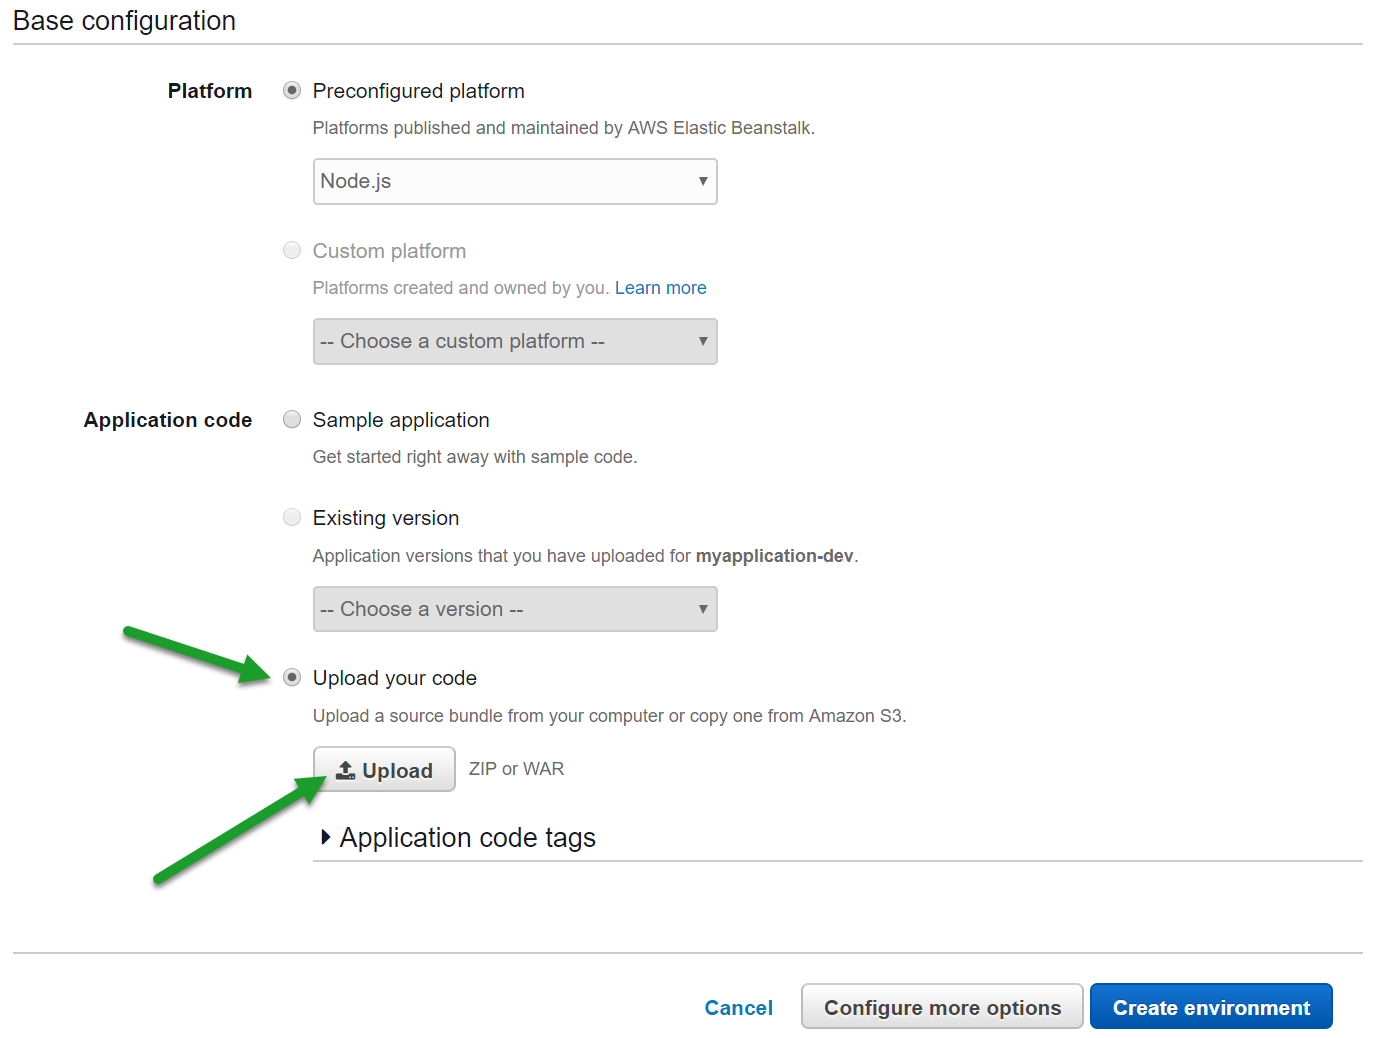 Base configuration
Platform
Preconfigured platform
Platforms published and maintained by AWS Elastic Beanstalk.
Node.js
Custom platform
Platforms created and owned by you. Learn more
-- Choose a custom platform --
Application code
Sample application
Get started right away with sample code.
Existing version
Application versions that you have uploaded for myapplication-dev.
-- Choose a version --
Upload your code
Upload a source bundle from your computer or copy one from Amazon S3.
Upload ZIP or WAR
Application code tags
Cancel Configure more options Create environment